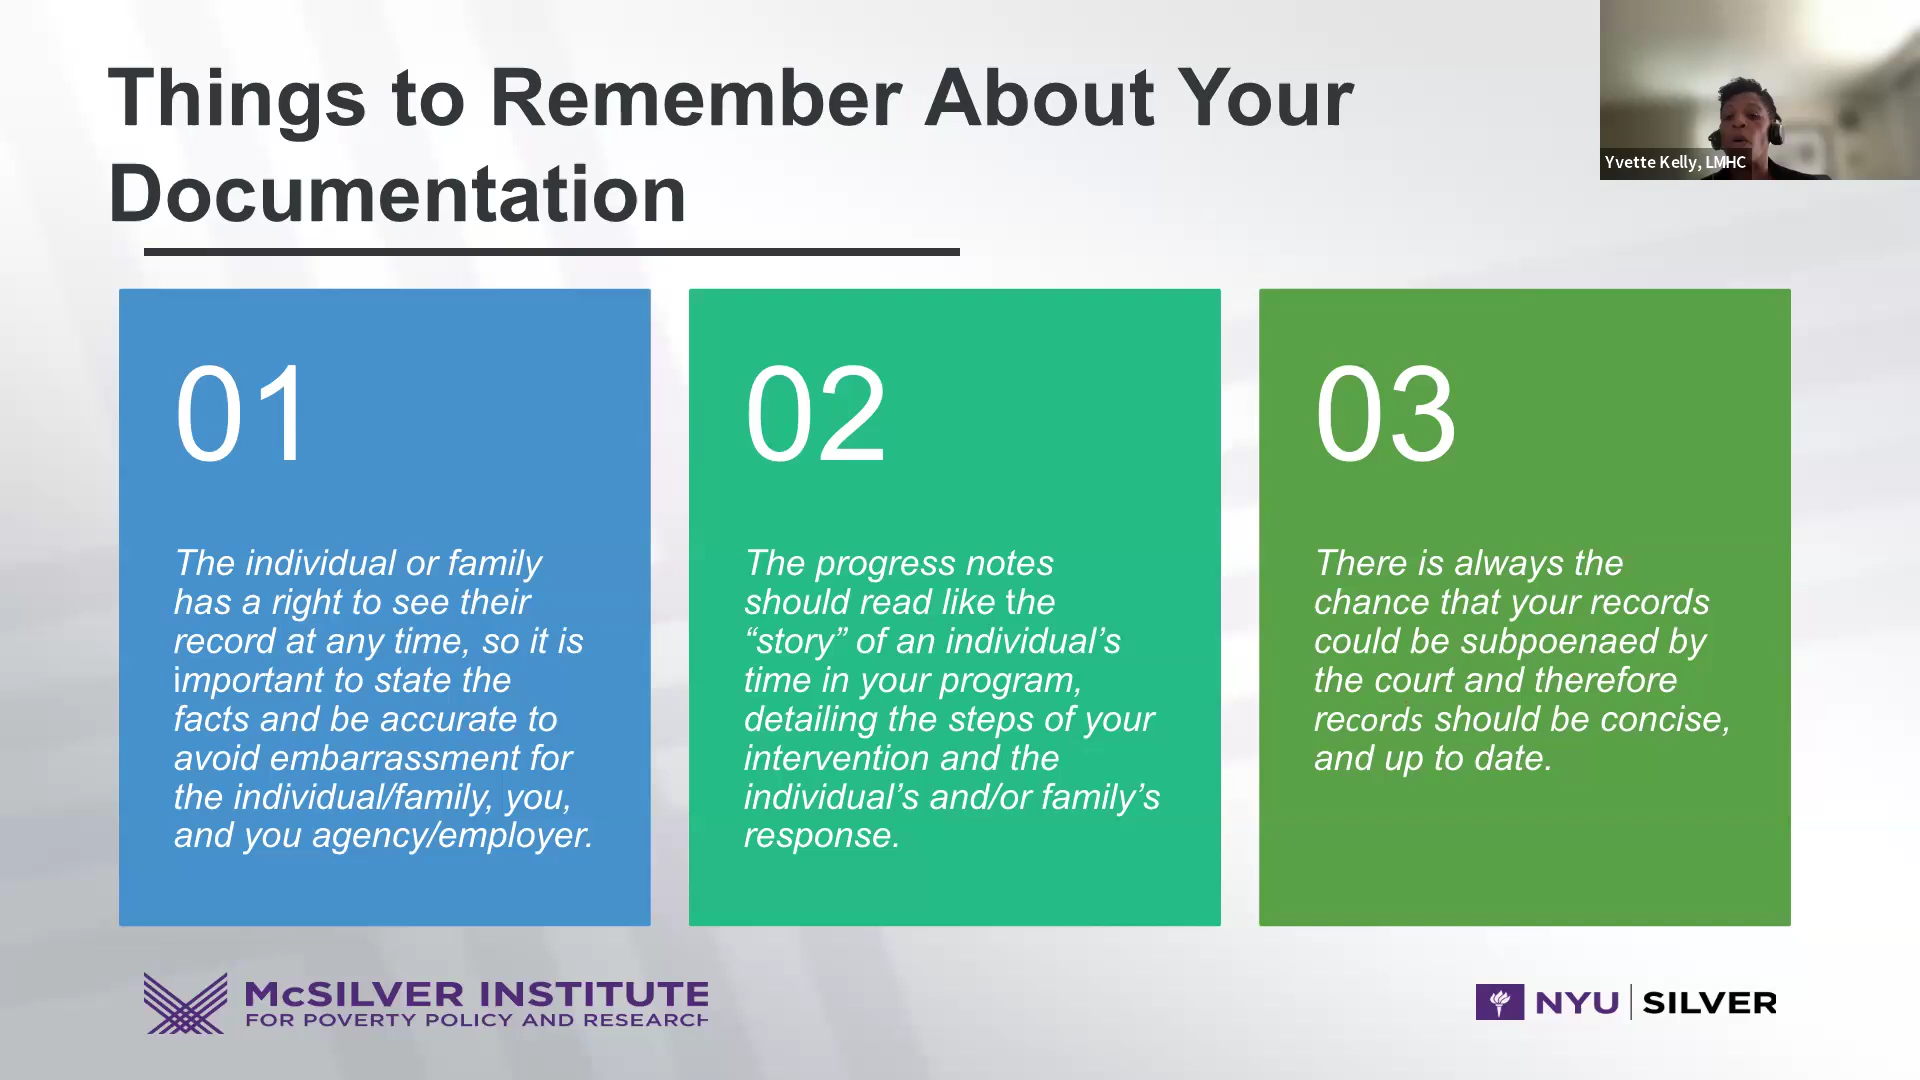 Things to Remember About Your
Documentation
Yvette Kelly, LMHC
01
The individual or family
has a right to see their
record at any time, so it is
important to state the
facts and be accurate to
avoid embarrassment for
the individual/family, you,
and you agency/employer.
02
The progress notes
should read like the
“story” of an individual’s
time in your program,
detailing the steps of your
intervention and the
individual’s and/or family’s
response.
03
There is always the
chance that your records
could be subpoenaed by
the court and therefore
records should be concise,
and up to date.
McSILVER INSTITUTE
FOR POVERTY POLICY AND RESEARCH
NYU SILVER